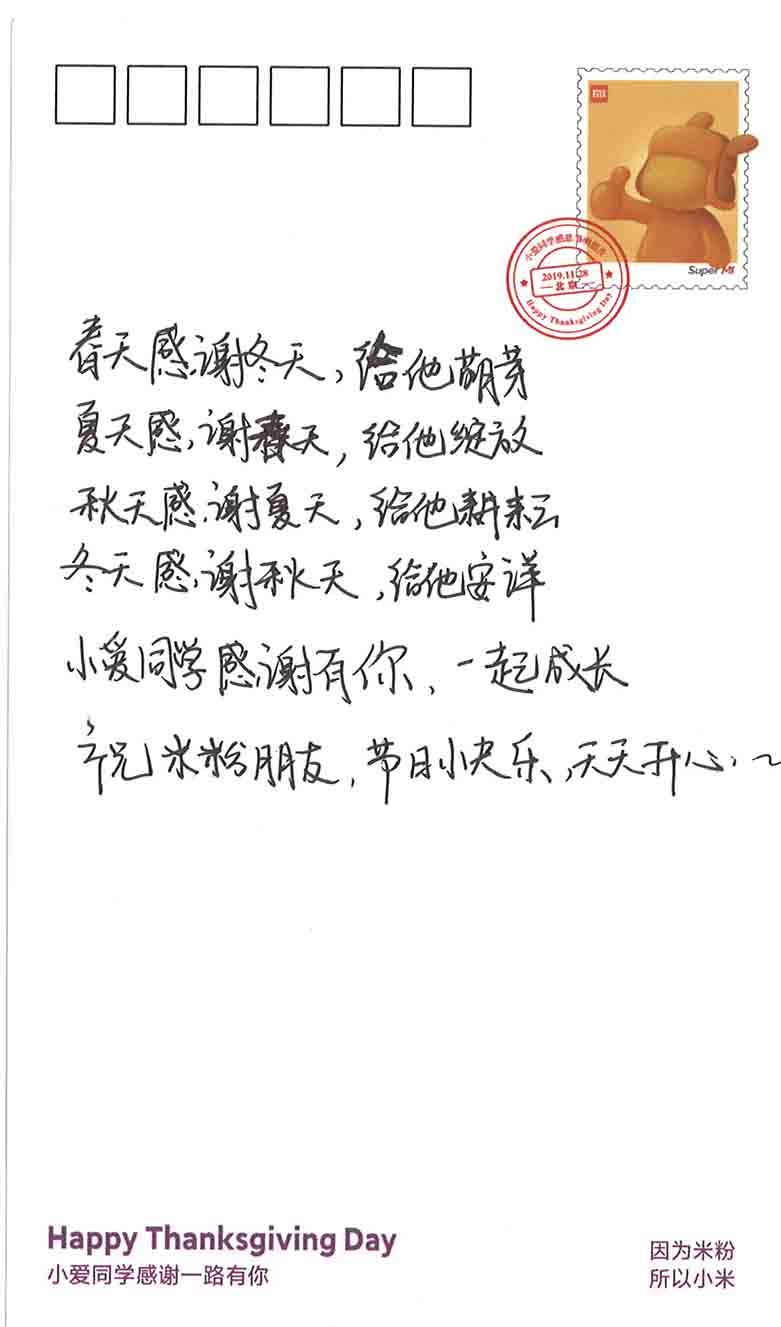 MI
Super MI
小爱同学感恩节明信片
2019.11.28
北京
Happy Thanksgiving Day
春天感谢冬天，给他萌芽
夏天感谢春天，给他绽放
秋天感谢夏天，给他耕耘
冬天感谢秋天，给他安详
小爱同学感谢有你，一起成长
祝米粉朋友，节日小快乐，天天开心~
Happy Thanksgiving Day
小爱同学感谢一路有你
因为米粉
所以小米